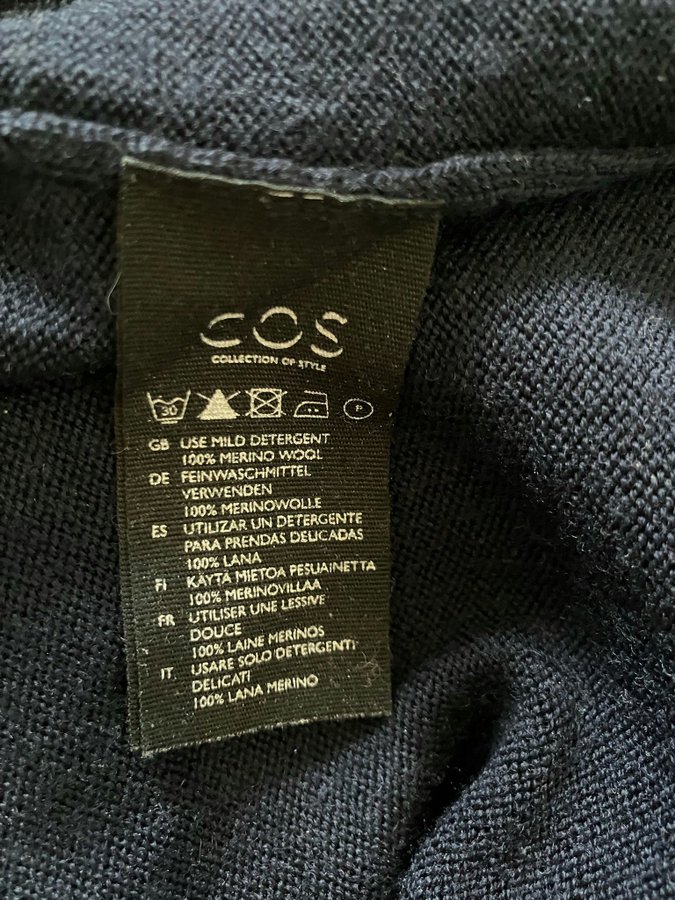 COS
COLLECTION OF STYLE
30 P
GB USE MILD DETERGENT
100% MERINO WOOL
DE FEINWASCHMITTEL
VERWENDEN
100% MERINOWOLLE
ES UTILIZAR UN DETERGENTE
PARA PRENDAS DELICADAS
100% LANA
FI KÄYTÄ MIETOA PESUAINETTA
100% MERINOVILLAA
FR UTILISER UNE LESSIVE
DOUCE
100% LAINE MERINOS
IT USARE SOLO DETERGENTI
DELICATI
100% LANA MERINO